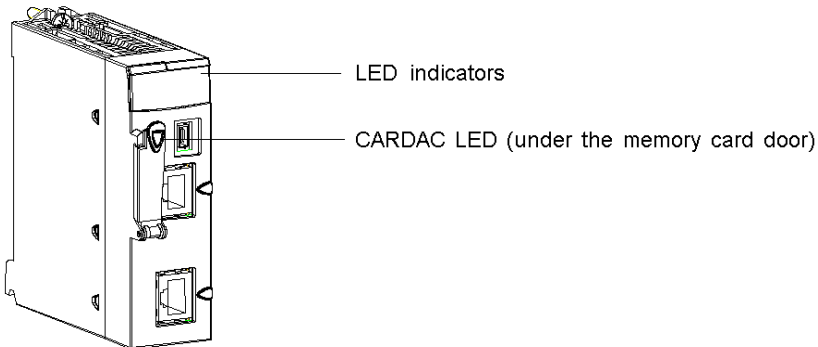 LED indicators
CARDAC LED (under the memory card door)